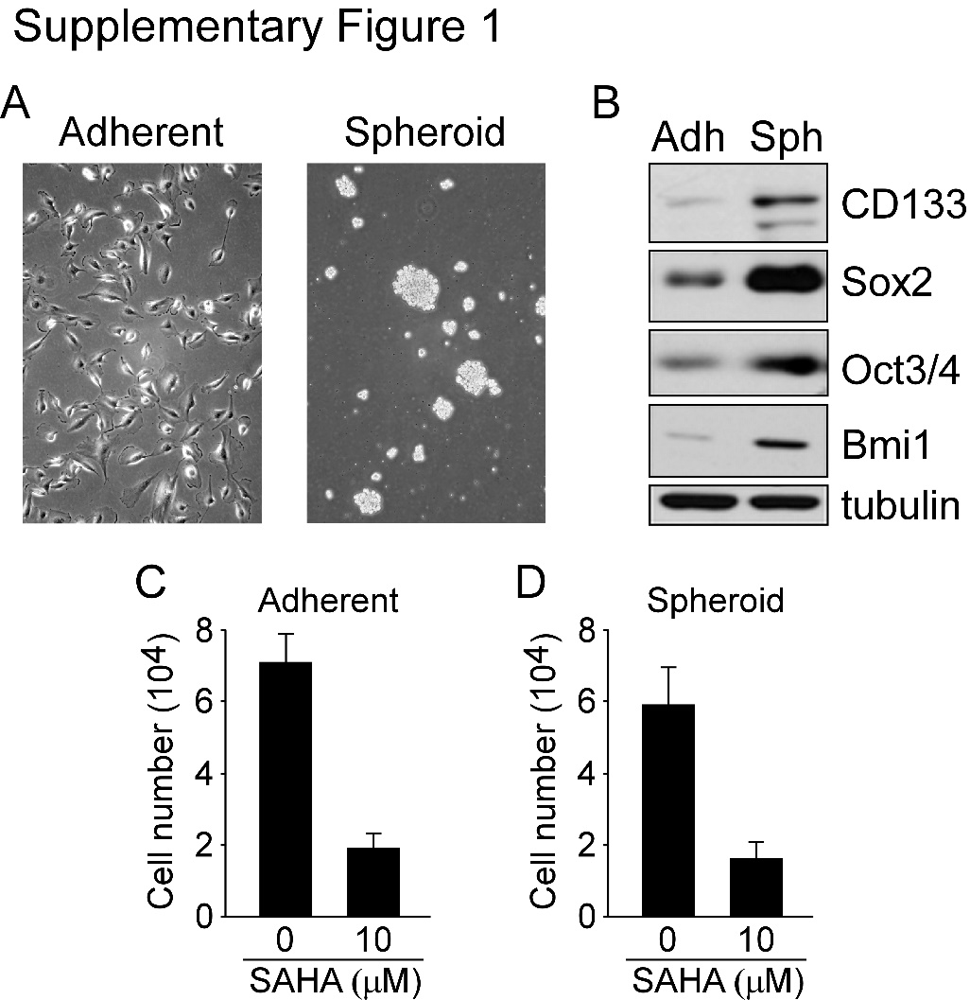 Supplementary Figure 1
A
Adherent
Spheroid
B
Adh Sph
CD133
Sox2
Oct3/4
Bmi1
tubulin
C
Adherent
Cell number (10⁴)
8
6
4
2
0
0 10
SAHA (μM)
D
Spheroid
Cell number (10⁴)
8
6
4
2
0
0 10
SAHA (μM)